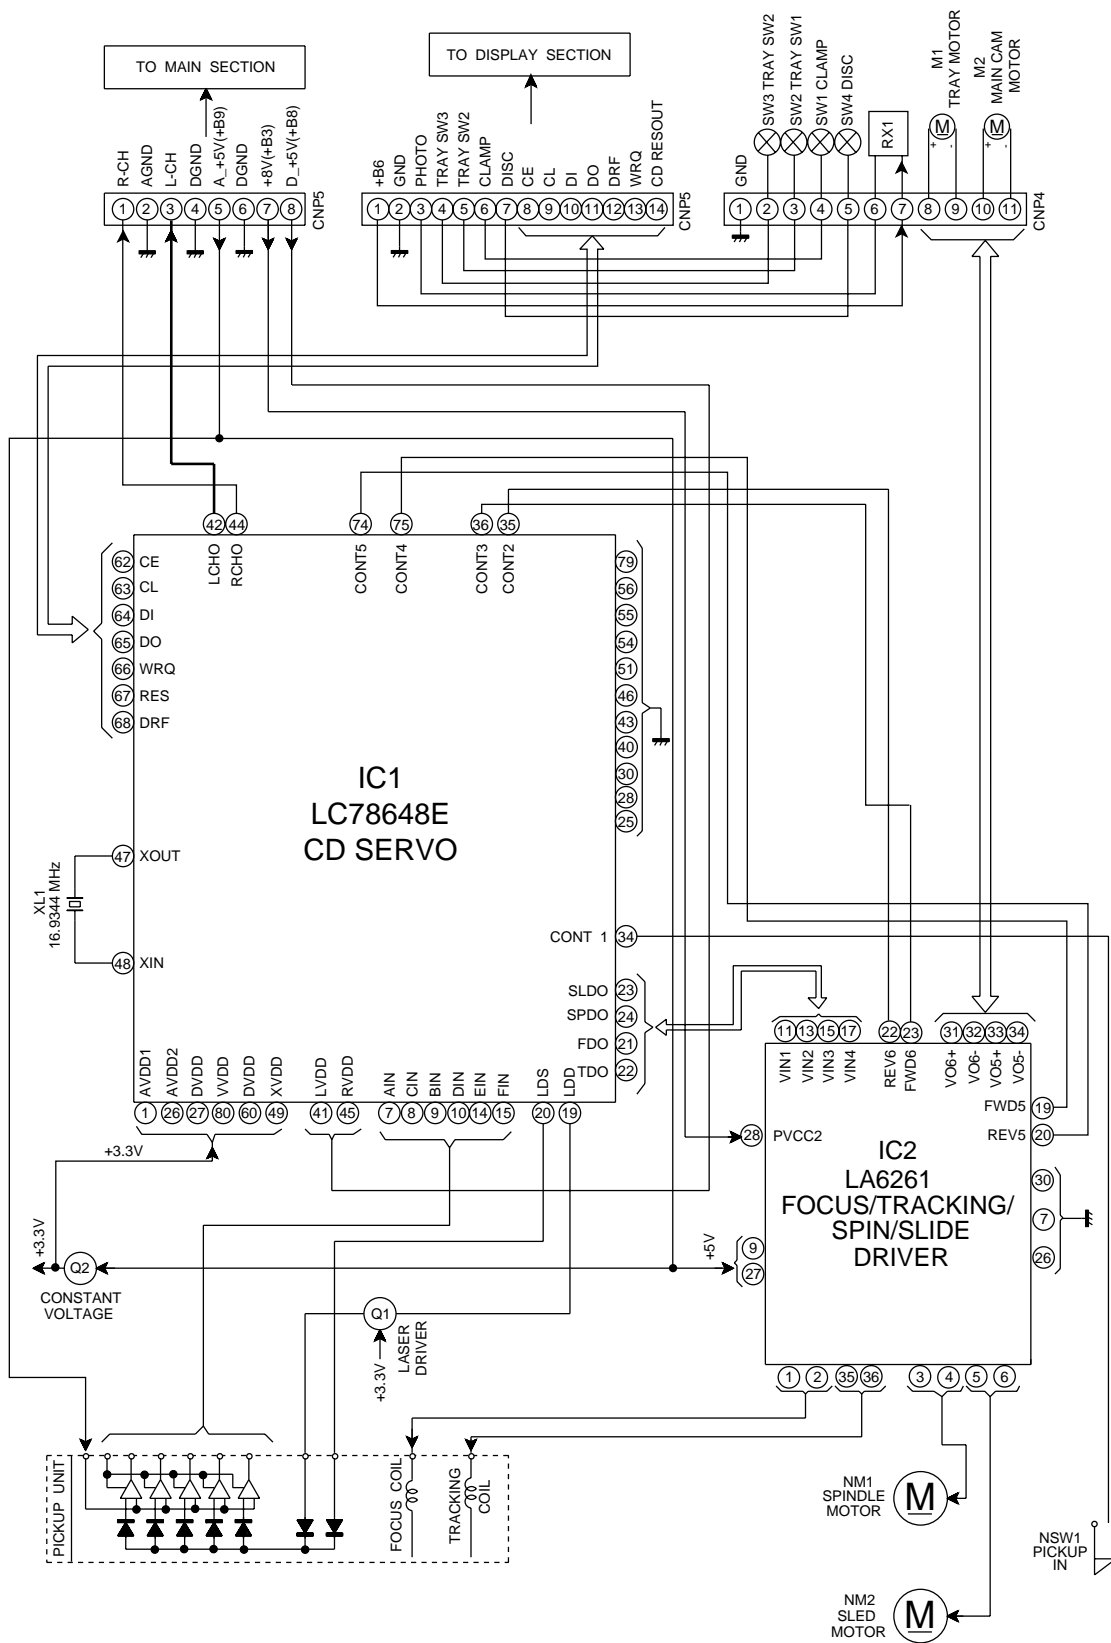 TO MAIN SECTION
TO DISPLAY SECTION
R-CH
AGND
L-CH
DGND
A_+5V(+B9)
DGND
+8V(+B3)
D_+5V(+B8)
1 2 3 4 5 6 7 8
CNP5
+B6
GND
PHOTO
TRAY SW3
TRAY SW2
CLAMP
DISC
CE
CL
DI
DO
DRF
WRQ
CD RESOUT
1 2 3 4 5 6 7 8 9 10 11 12 13 14
CNP5
GND
SW3 TRAY SW2
SW2 TRAY SW1
SW1 CLAMP
SW4 DISC
RX1
M1
TRAY MOTOR
M2
MAIN CAM
MOTOR
M
+ -
M
+ -
1 2 3 4 5 6 7 8 9 10 11
CNP4
42 44 74 75 36 35
LCHO
RCHO
CONT5
CONT4
CONT3
CONT2
62 CE
63 CL
64 DI
65 DO
66 WRQ
67 RES
68 DRF
79
56
55
54
51
46
43
40
30
28
25
IC1
LC78648E
CD SERVO
47 XOUT
XL1
16.9344 MHz
48 XIN
CONT 1 34
SLDO 23
SPDO 24
FDO 21
TDO 22
AVDD1
AVDD2
DVDD
VVDD
DVDD
XVDD
LVDD
RVDD
AIN
CIN
BIN
DIN
EIN
FIN
LDS
LDD
1 26 27 80 60 49 41 45 7 8 9 10 14 15 20 19
+3.3V
11 13 15 17 22 23 31 32 33 34
VIN1
VIN2
VIN3
VIN4
REV6
FWD6
VO6+
VO6-
VO5+
VO5-
FWD5 19
REV5 20
28 PVCC2
IC2
LA6261
FOCUS/TRACKING/
SPIN/SLIDE
DRIVER
30
7
26
+5V
9
27
1 2 35 36 3 4 5 6
+3.3V
Q2
CONSTANT
VOLTAGE
Q1
LASER
DRIVER
+3.3V
PICKUP UNIT
FOCUS COIL
TRACKING
COIL
NM1
SPINDLE
MOTOR
M
NSW1
PICKUP
IN
NM2
SLED
MOTOR
M